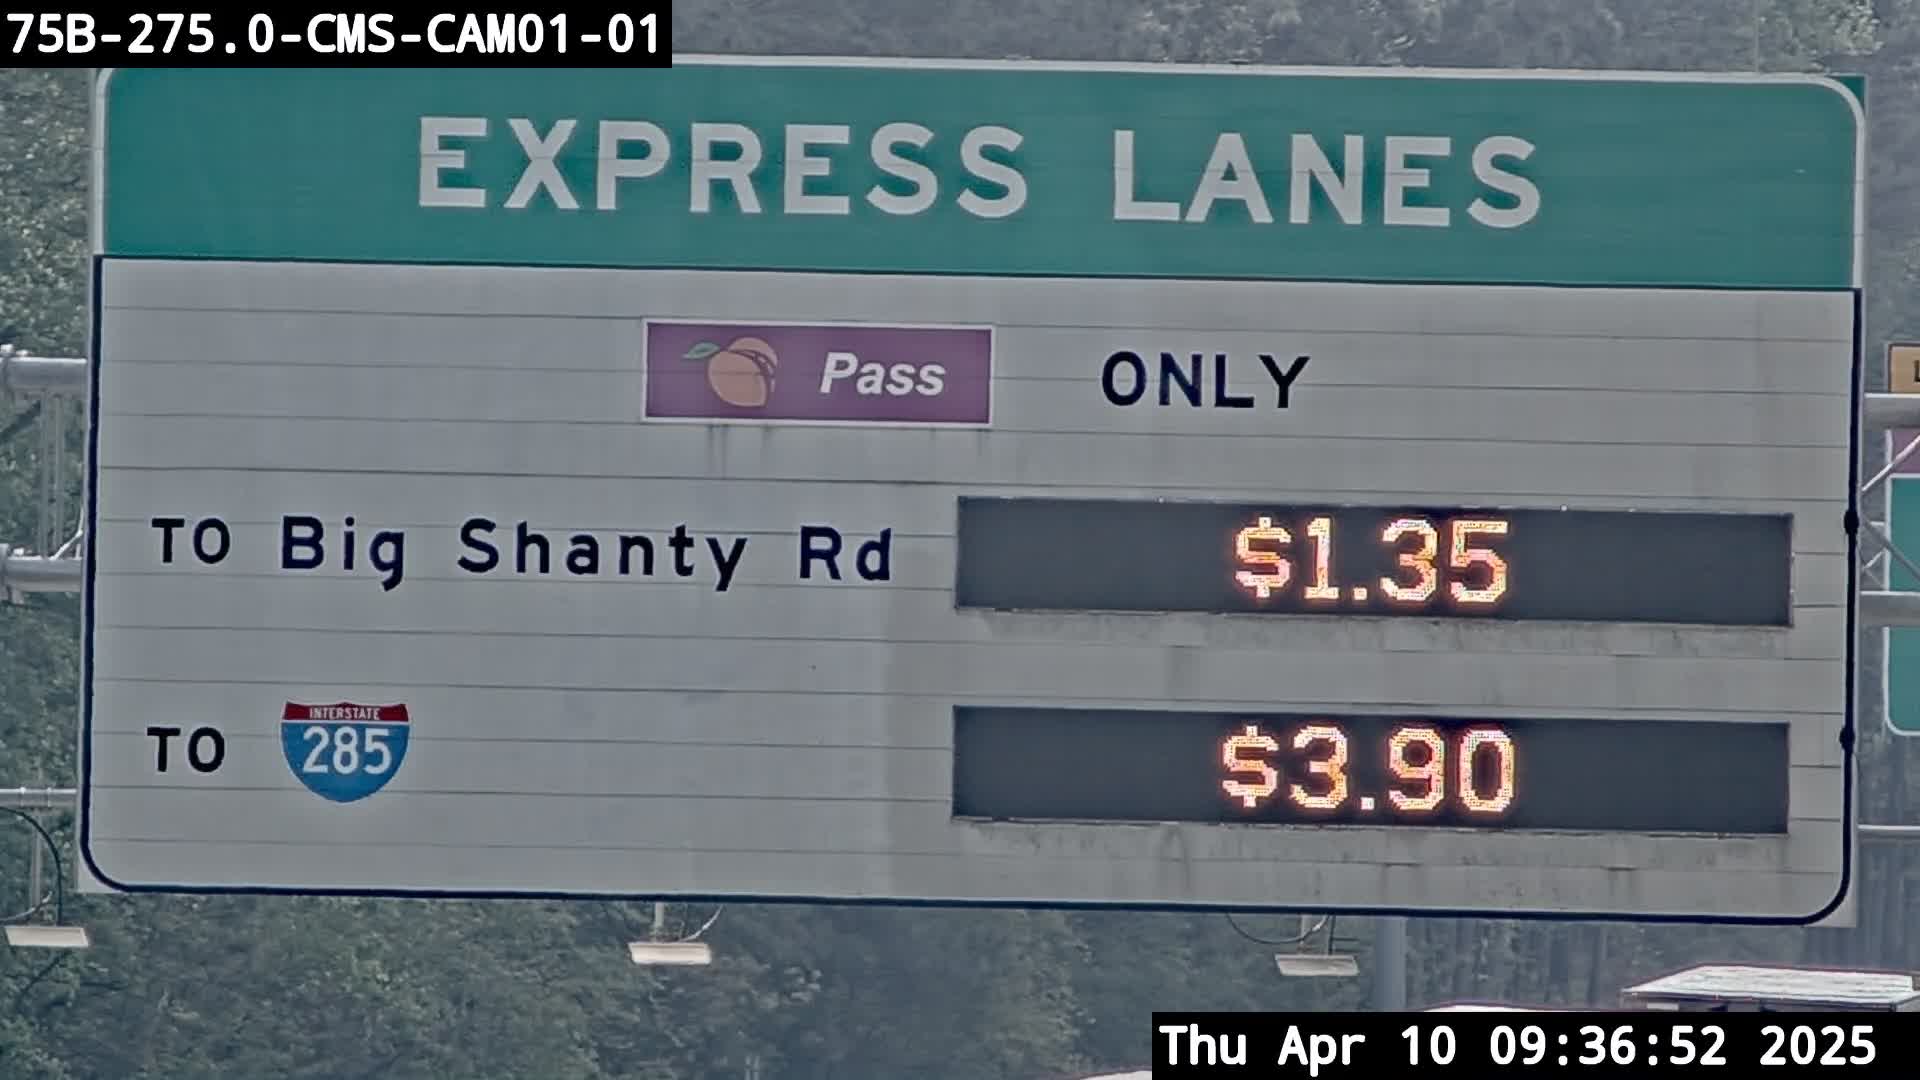 75B-275.0-CMS-CAM01-01
EXPRESS LANES
Pass ONLY
TO Big Shanty Rd $1.35
TO INTERSTATE 285 $3.90
Thu Apr 10 09:36:52 2025